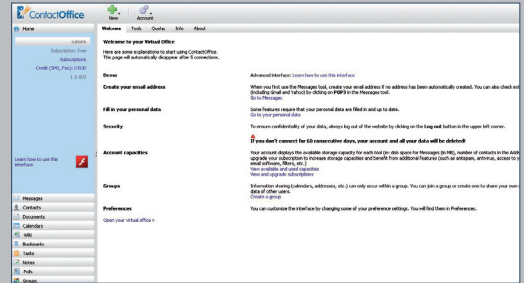 ContactOffice
New
Account
Home
Welcome Tools Quotas Info About
Subscription: Free
Subscriptions
Credit (SMS, Fax): 0 EUR
1.0.003
Learn how to use this
interface
Messages
Contacts
Documents
Calendars
Wiki
Bookmarks
Tasks
Notes
Polls
Groups
Welcome to your Virtual Office
Here are some explanations to start using ContactOffice.
This page will automatically disappear after 5 connections.
Demo
Advanced interface: Learn how to use this interface
Create your email address
When you first use the Messages tool, create your email address if no address has been automatically created. You can also check ext
(including Gmail and Yahoo) by clicking on POP3 in the Messages tool.
Go to Messages
Fill in your personal data
Some features require that your personal data are filled in and up to date.
Go to your personal data
Security
To ensure confidentiality of your data, always log out of the website by clicking on the Log out button in the upper left corner.
If you don't connect for 60 consecutive days, your account and all your data will be deleted!
Account capacities
Your account displays the available storage capacity for each tool (in disk space for Messages (in MB), number of contacts in the Addr
upgrade your subscription to increase storage capacities and benefit from additional features (such as antispam, antivirus, access to y
email software, filters, etc.)
View available and used capacities
View and upgrade subscriptions
Groups
Information sharing (calendars, addresses, etc.) can only occur within a group. You can join a group or create one to share your own
data of other users.
Create a group
Preferences
You can customize the interface by changing some of your preference settings. You will find them in Preferences.
Open your virtual office »